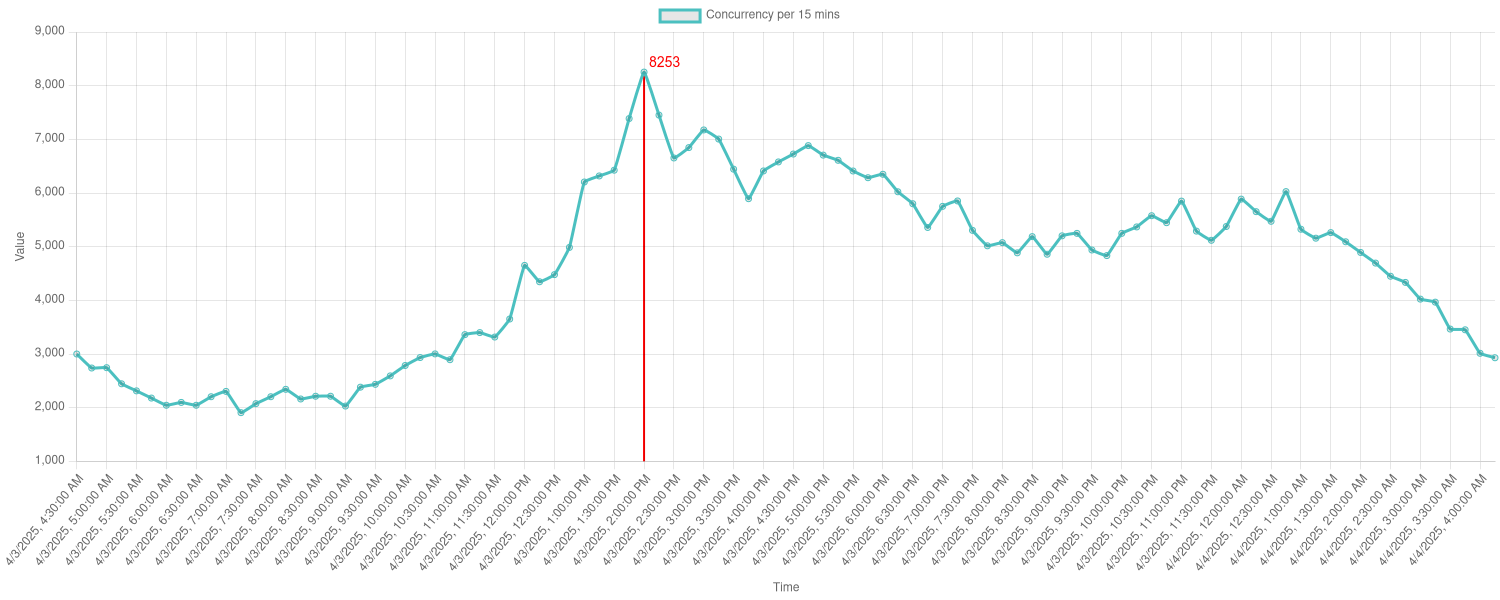 Concurrency per 15 mins
9,000
8,000
7,000
6,000
5,000
4,000
3,000
2,000
1,000
Value
8253
4/3/2025, 4:30:00 AM
4/3/2025, 5:00:00 AM
4/3/2025, 5:30:00 AM
4/3/2025, 6:00:00 AM
4/3/2025, 6:30:00 AM
4/3/2025, 7:00:00 AM
4/3/2025, 7:30:00 AM
4/3/2025, 8:00:00 AM
4/3/2025, 8:30:00 AM
4/3/2025, 9:00:00 AM
4/3/2025, 9:30:00 AM
4/3/2025, 10:00:00 AM
4/3/2025, 10:30:00 AM
4/3/2025, 11:00:00 AM
4/3/2025, 11:30:00 AM
4/3/2025, 12:00:00 PM
4/3/2025, 12:30:00 PM
4/3/2025, 1:00:00 PM
4/3/2025, 1:30:00 PM
4/3/2025, 2:00:00 PM
4/3/2025, 2:30:00 PM
4/3/2025, 3:00:00 PM
4/3/2025, 3:30:00 PM
4/3/2025, 4:00:00 PM
4/3/2025, 4:30:00 PM
4/3/2025, 5:00:00 PM
4/3/2025, 5:30:00 PM
4/3/2025, 6:00:00 PM
4/3/2025, 6:30:00 PM
4/3/2025, 7:00:00 PM
4/3/2025, 7:30:00 PM
4/3/2025, 8:00:00 PM
4/3/2025, 8:30:00 PM
4/3/2025, 9:00:00 PM
4/3/2025, 9:30:00 PM
4/3/2025, 10:00:00 PM
4/3/2025, 10:30:00 PM
4/3/2025, 11:00:00 PM
4/3/2025, 11:30:00 PM
4/4/2025, 12:00:00 AM
4/4/2025, 12:30:00 AM
4/4/2025, 1:00:00 AM
4/4/2025, 1:30:00 AM
4/4/2025, 2:00:00 AM
4/4/2025, 2:30:00 AM
4/4/2025, 3:00:00 AM
4/4/2025, 3:30:00 AM
4/4/2025, 4:00:00 AM
Time